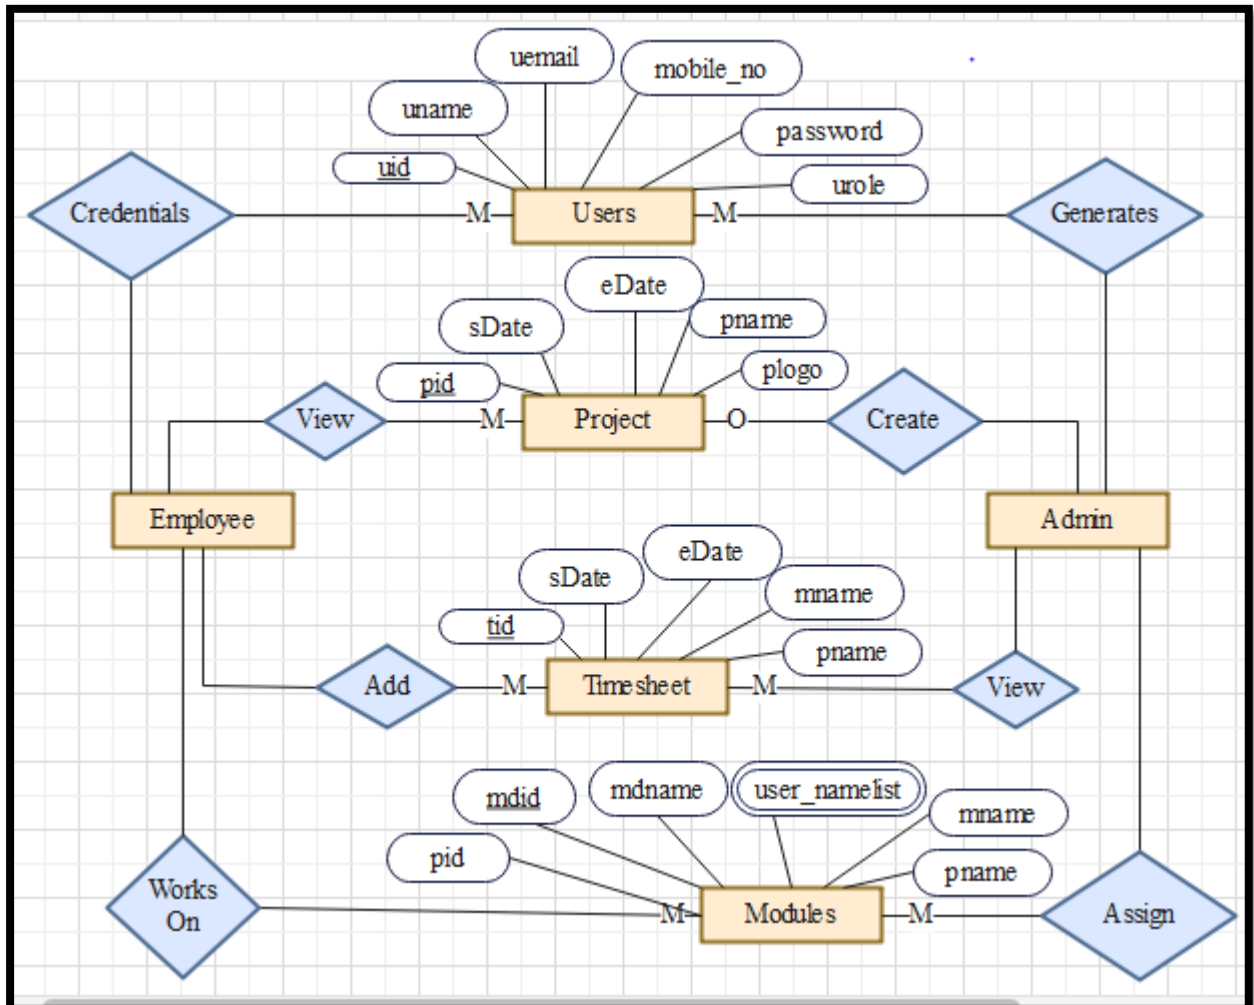 uemail
mobile_no
uname
password
uid
urole
Credentials
M
Users
M
Generates
eDate
sDate
pname
pid
plogo
View
M
Project
O
Create
Employee
Admin
eDate
sDate
mname
tid
pname
Add
M
Timesheet
M
View
mdid
mdname
user_namelist
mname
pid
pname
Works
On
M
Modules
M
Assign